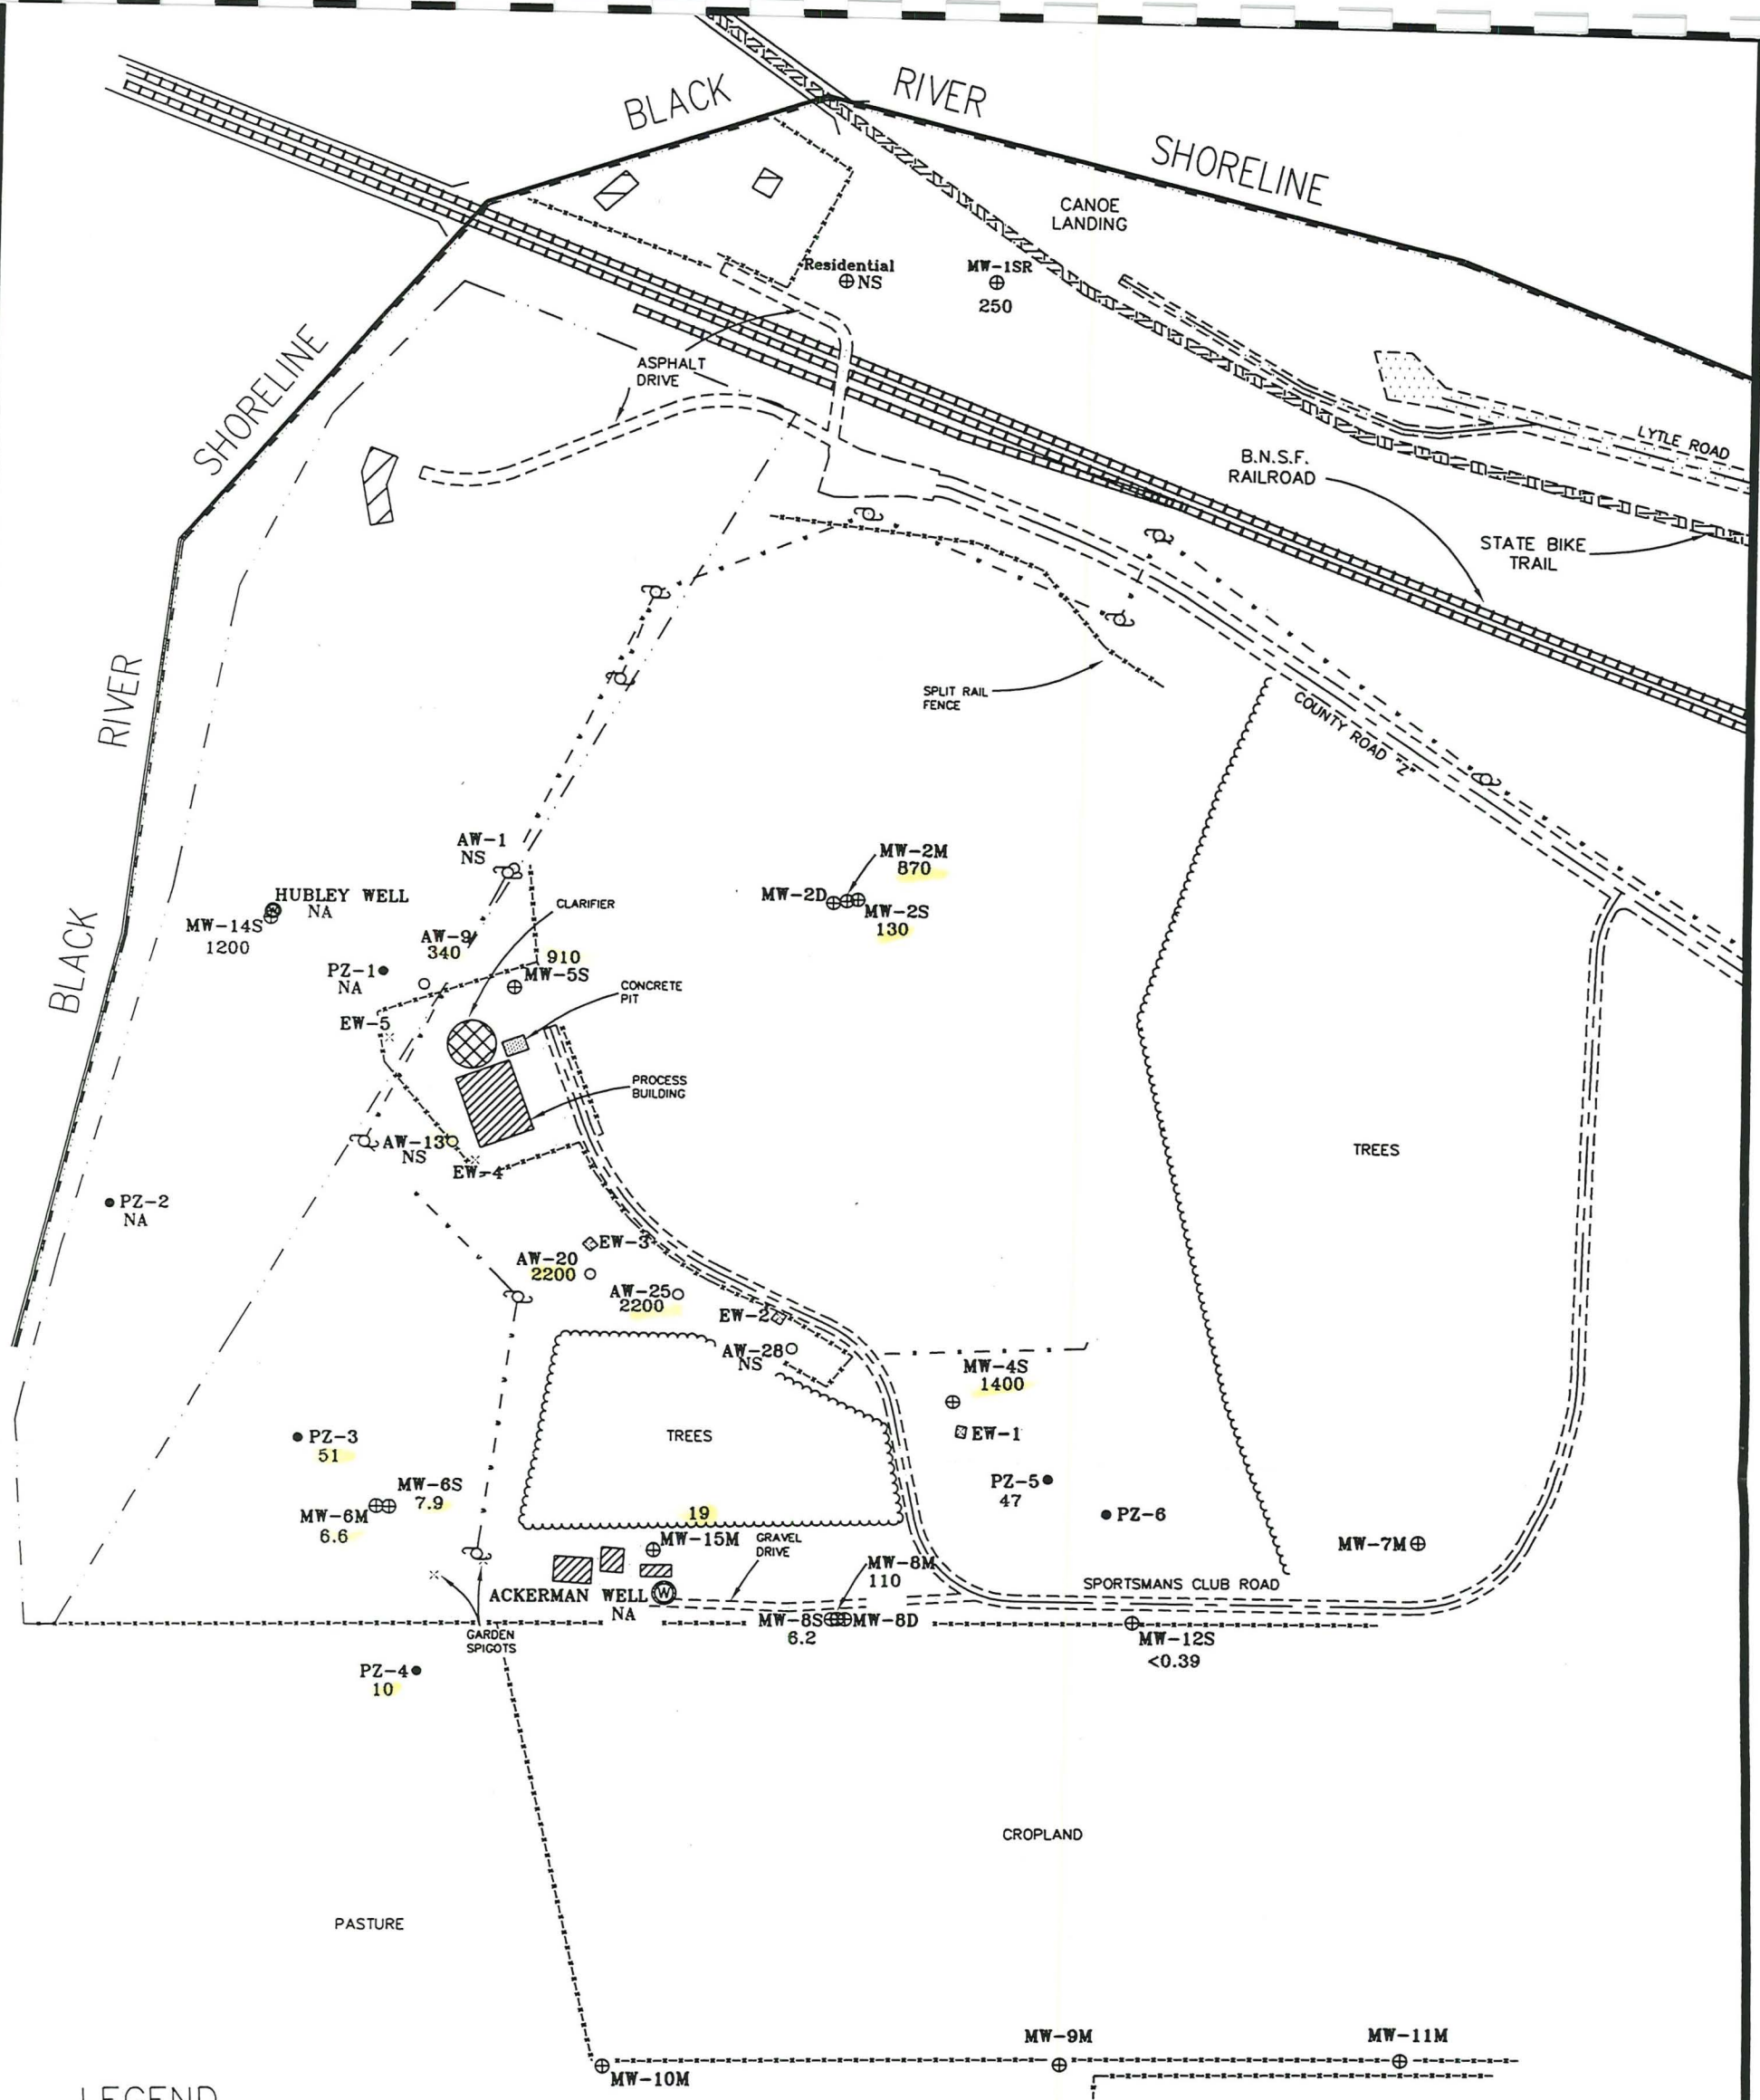 BLACK
RIVER
SHORELINE
CANOE
LANDING
Residential
NS
MW-1SR
250
SHORELINE
ASPHALT
DRIVE
LYTLE ROAD
B.N.S.F.
RAILROAD
STATE BIKE
TRAIL
RIVER
SPLIT RAIL
FENCE
COUNTY ROAD "Z"
AW-1
NS
MW-2M
870
HUBLEY WELL
NA
MW-14S
1200
CLARIFIER
MW-2D
MW-2S
130
AW-9
340
910
MW-5S
PZ-1
NA
BLACK
CONCRETE
PIT
EW-5
PROCESS
BUILDING
AW-13
NS
EW-4
TREES
PZ-2
NA
EW-3
AW-20
2200
AW-25
2200
EW-2
AW-28
NS
MW-4S
1400
EW-1
PZ-3
51
TREES
PZ-5
47
MW-6S
7.9
MW-6M
6.6
19
PZ-6
MW-15M
GRAVEL
DRIVE
MW-7M
MW-8M
110
SPORTSMANS CLUB ROAD
ACKERMAN WELL
W
NA
MW-8S
6.2
MW-8D
MW-12S
<0.39
GARDEN
SPIGOTS
PZ-4
10
CROPLAND
PASTURE
MW-9M
MW-11M
MW-10M
LEGEND